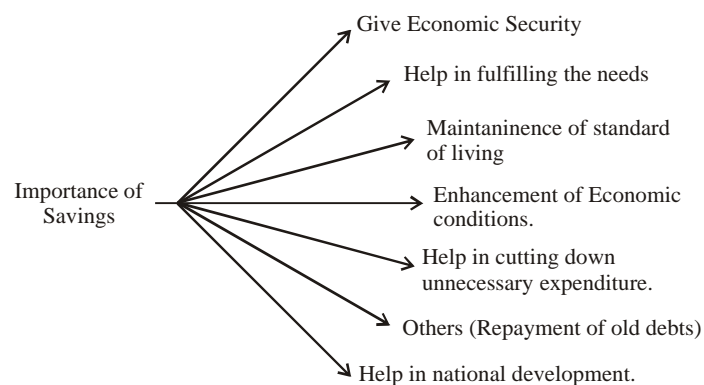 Give Economic Security
Help in fulfilling the needs
Maintaninence of standard
of living
Importance of
Savings
Enhancement of Economic
conditions.
Help in cutting down
unnecessary expenditure.
Others (Repayment of old debts)
Help in national development.